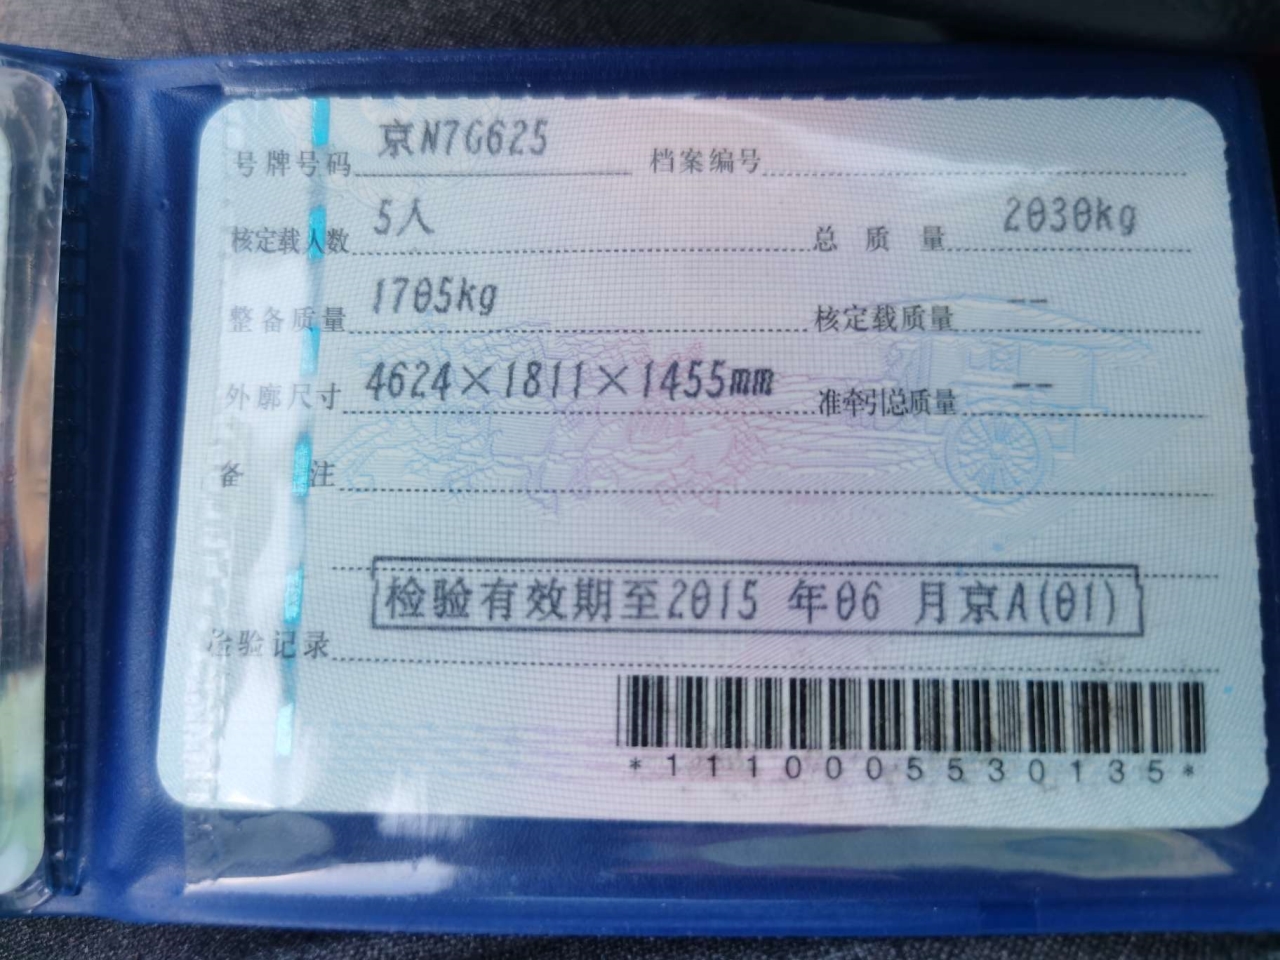 号牌号码 京N7G625 档案编号
核定载人数 5人 总质量 2030kg
整备质量 1705kg 核定载质量 --
外廓尺寸 4624×1811×1455mm 准牵引总质量 --
备注
检验有效期至2015 年06 月京A(01)
检验记录
*1110005530135*